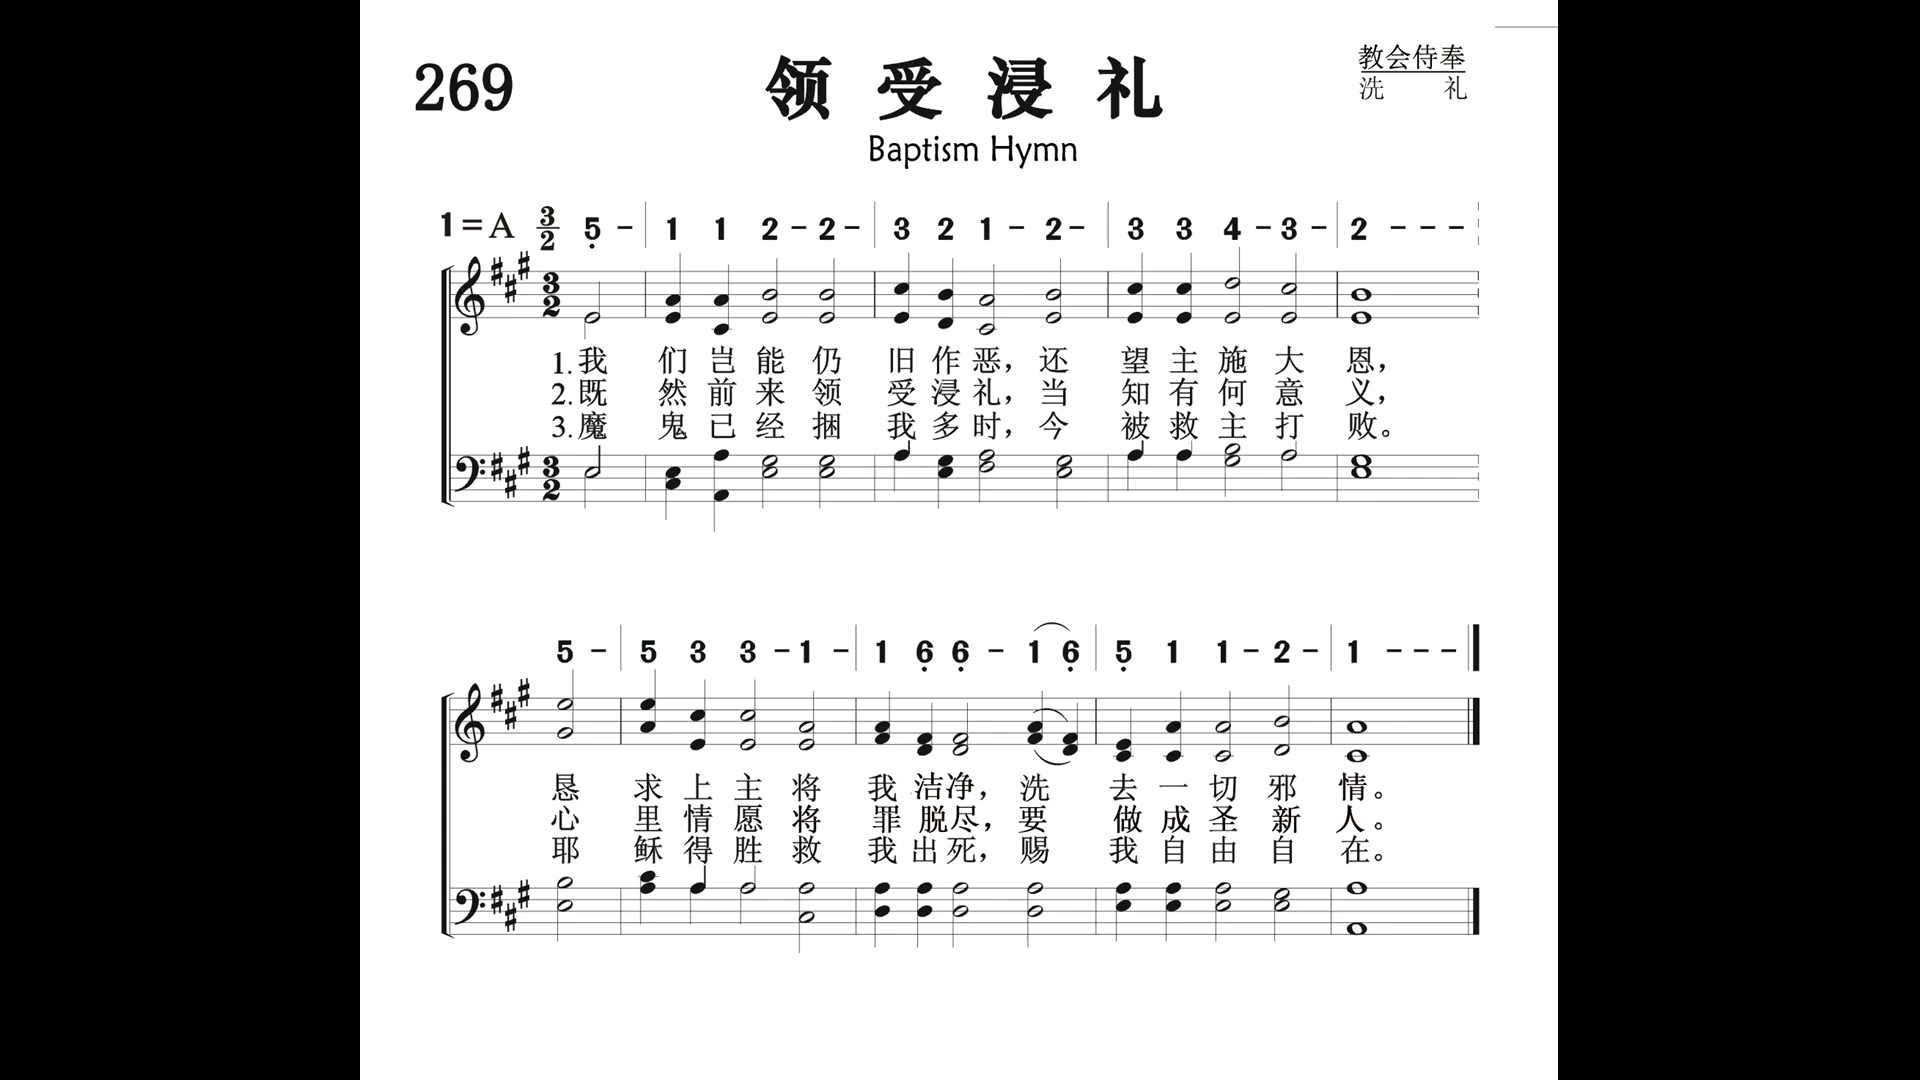 269
领受浸礼
教会侍奉
洗礼
Baptism Hymn
1=A 3/2 5̣ - | 1 1 2 - 2 - | 3 2 1 - 2 - | 3 3 4 - 3 - | 2 - - -
1.我们岂能仍旧作恶，还望主施大恩，
2.既然前来领受浸礼，当知有何意义，
3.魔鬼已经捆我多时，今被救主打败。
5 - | 5 3 3 - 1 - | 1 6̣ 6̣ - 1 6̣ | 5̣ 1 1 - 2 - | 1 - - - ‖
恳求上主将我洁净，洗去一切邪情。
心里情愿将罪脱尽，要做成圣新人。
耶稣得胜救我出死，赐我自由自在。